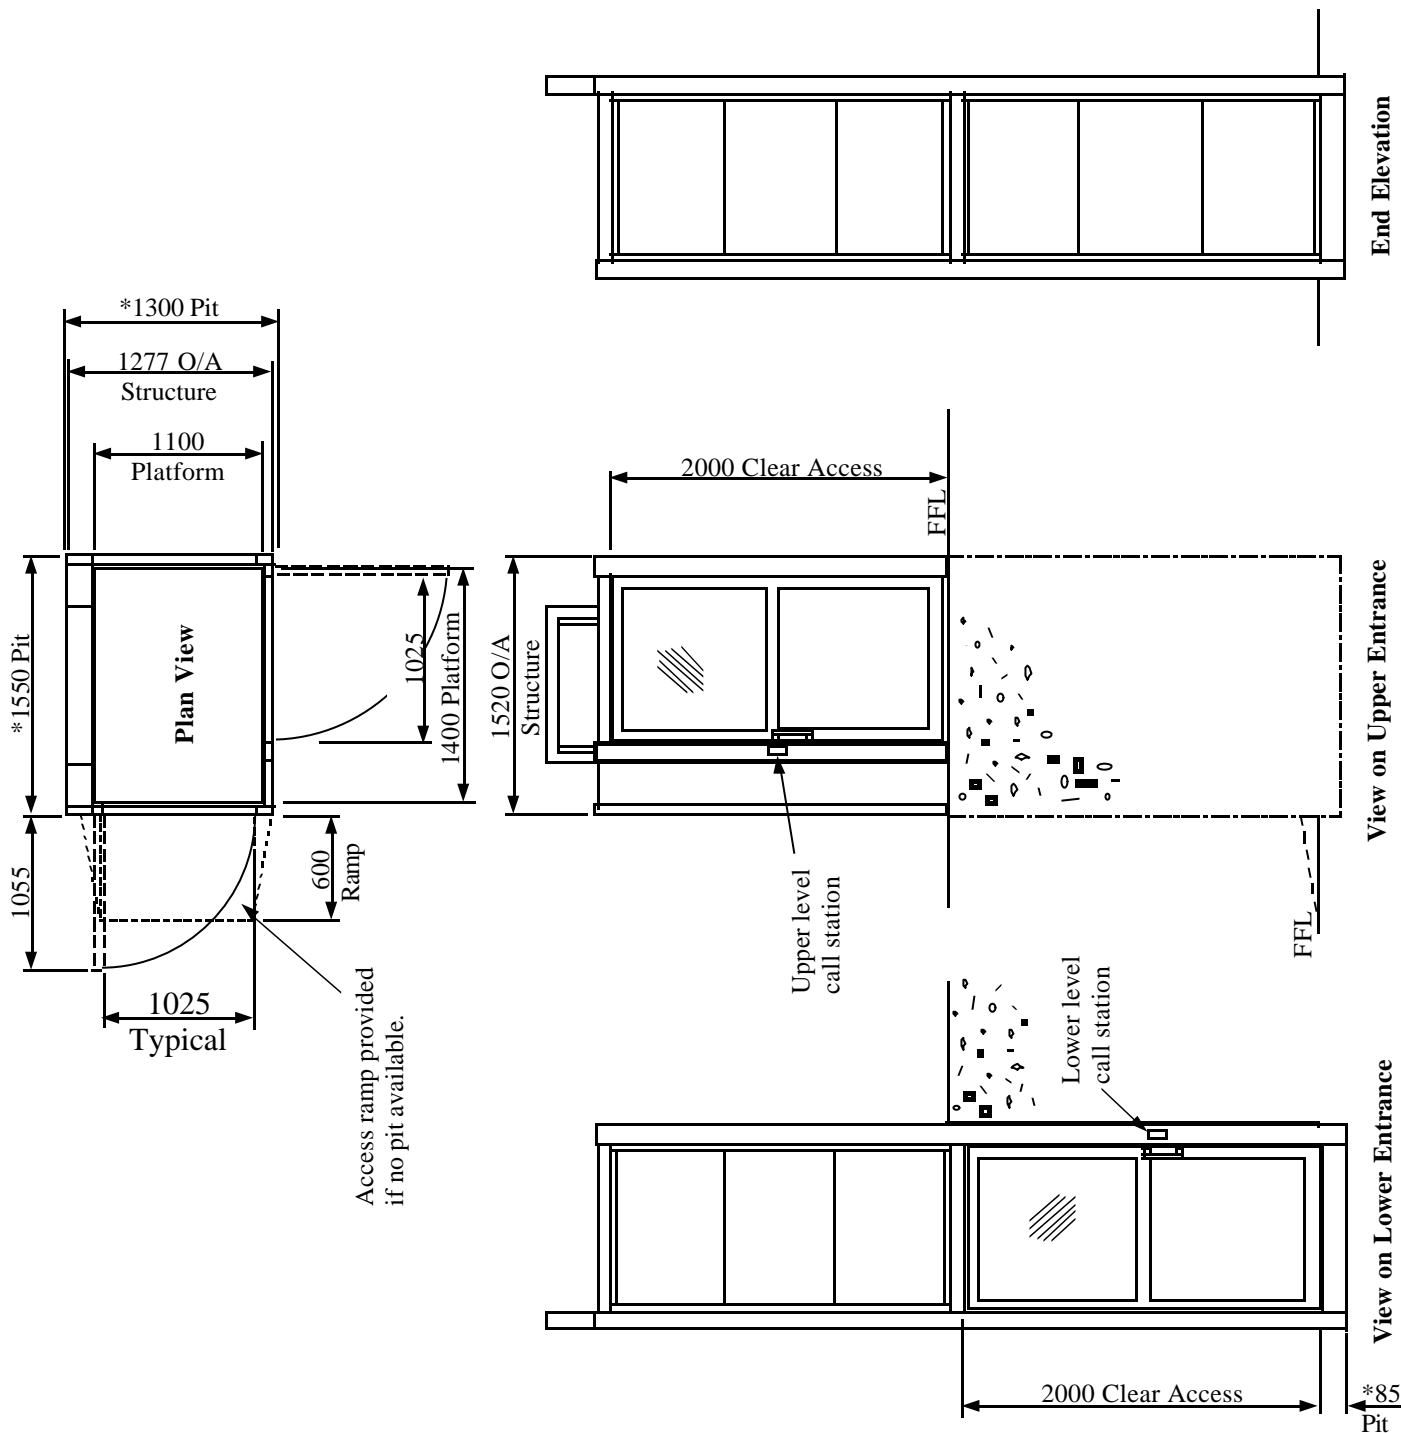 End Elevation
*1300 Pit
1277 O/A
Structure
1100
Platform
2000 Clear Access
FFL
*1550 Pit
Plan View
1025
1400 Platform
1520 O/A
Structure
View on Upper Entrance
1055
600
Ramp
Upper level
call station
FFL
1025
Typical
Access ramp provided
if no pit available.
Lower level
call station
View on Lower Entrance
2000 Clear Access
*85
Pit